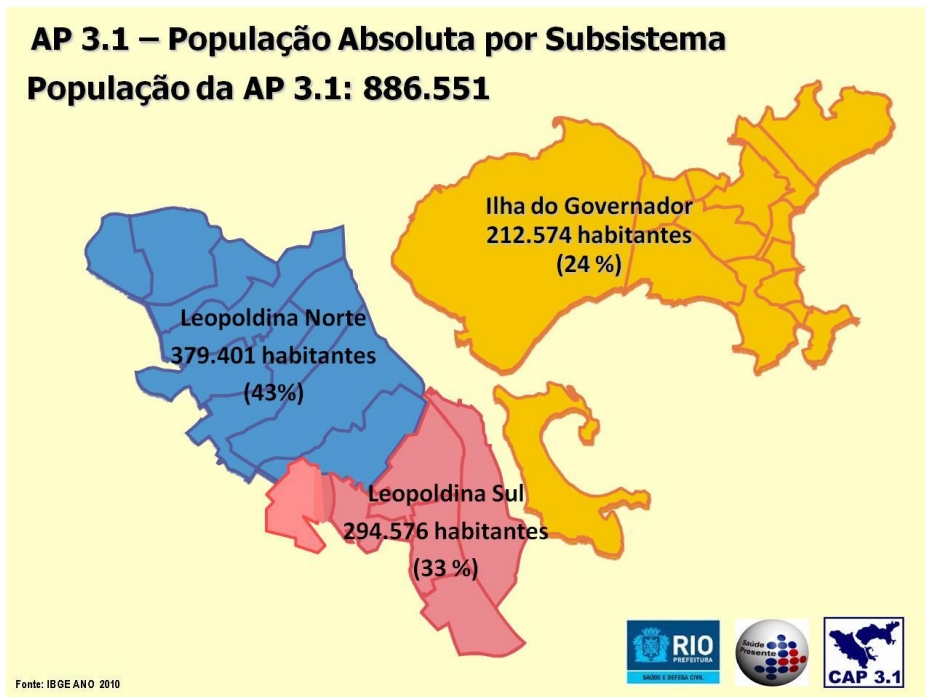 AP 3.1 – População Absoluta por Subsistema
População da AP 3.1: 886.551
Ilha do Governador
212.574 habitantes
(24 %)
Leopoldina Norte
379.401 habitantes
(43%)
Leopoldina Sul
294.576 habitantes
(33 %)
RIO
PREFEITURA
SAÚDE E DEFESA CIVIL
Saúde
Presente
CAP 3.1
Fonte: IBGE ANO 2010